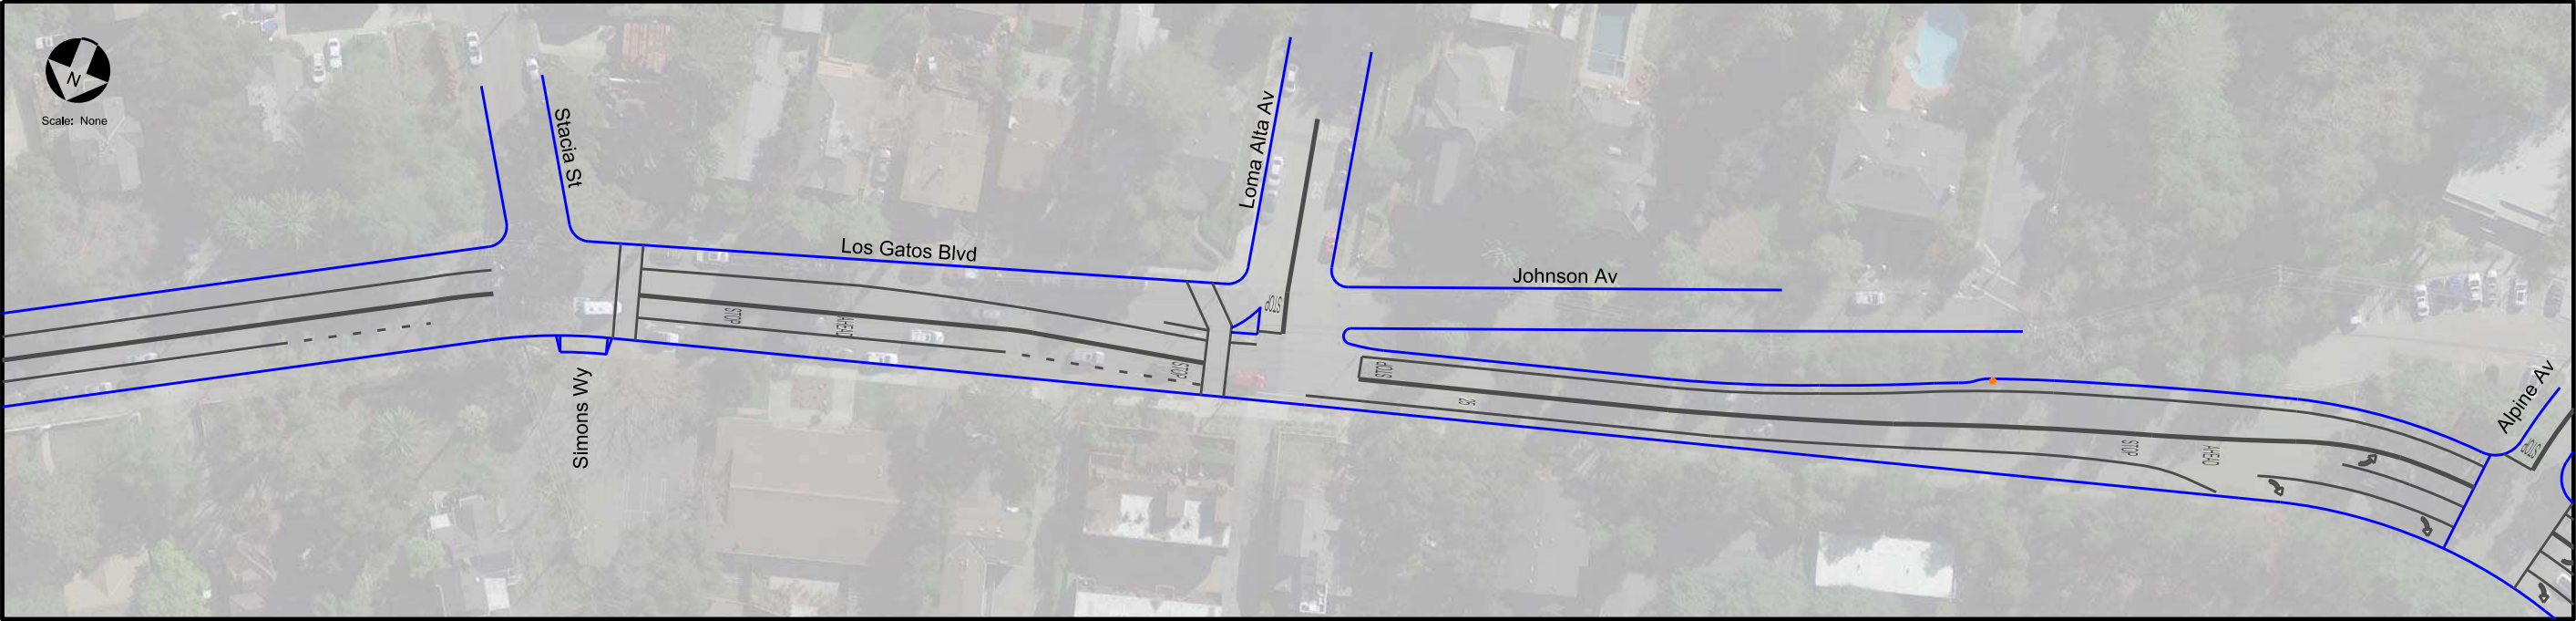 N
Scale: None
Stacia St
Los Gatos Blvd
Loma Alta Av
Johnson Av
Simons Wy
Alpine Av
STOP
AHEAD
STOP
STOP
STOP
25
STOP
AHEAD
STOP